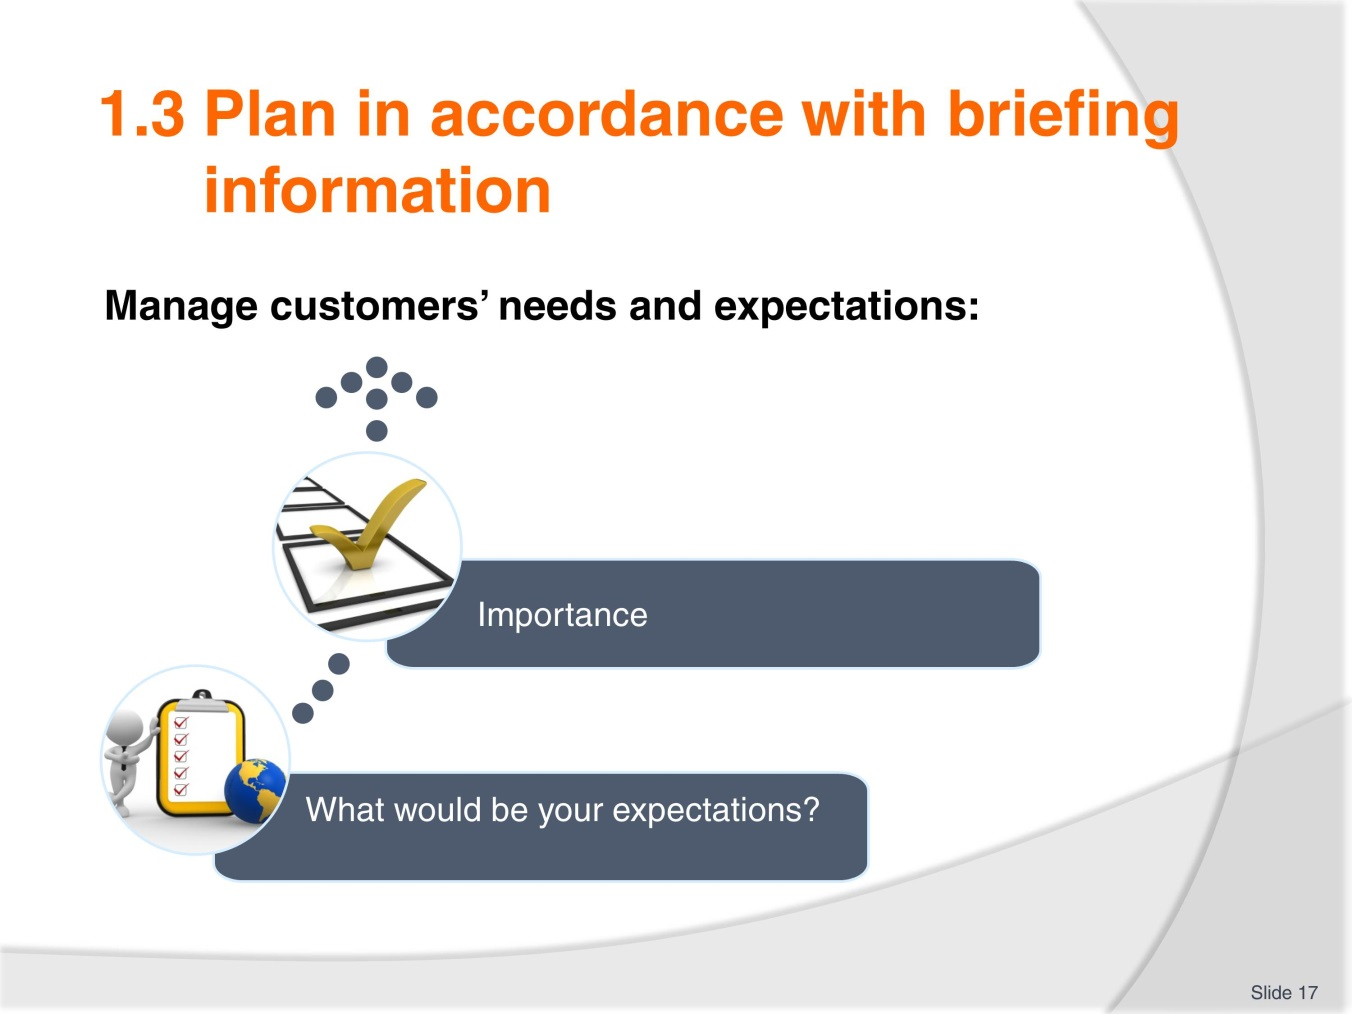 1.3 Plan in accordance with briefing
information
Manage customers’ needs and expectations:
Importance
What would be your expectations?
Slide 17